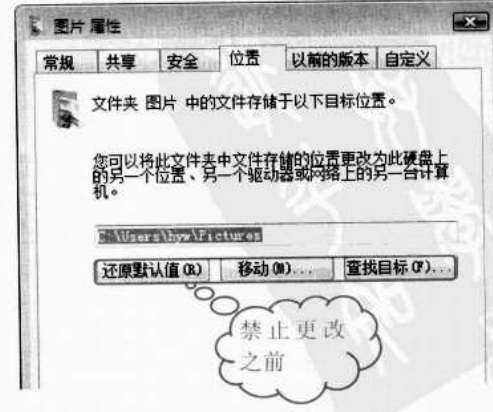 图片 属性
常规 共享 安全 位置 以前的版本 自定义
文件夹 图片 中的文件存储于以下目标位置。
您可以将此文件夹中文件存储的位置更改为此硬盘上
的另一个位置、另一个驱动器或网络上的另一台计算
机。
C:\Users\hyw\Pictures
还原默认值(R) 移动(M)... 查找目标(F)...
禁止更改
之前